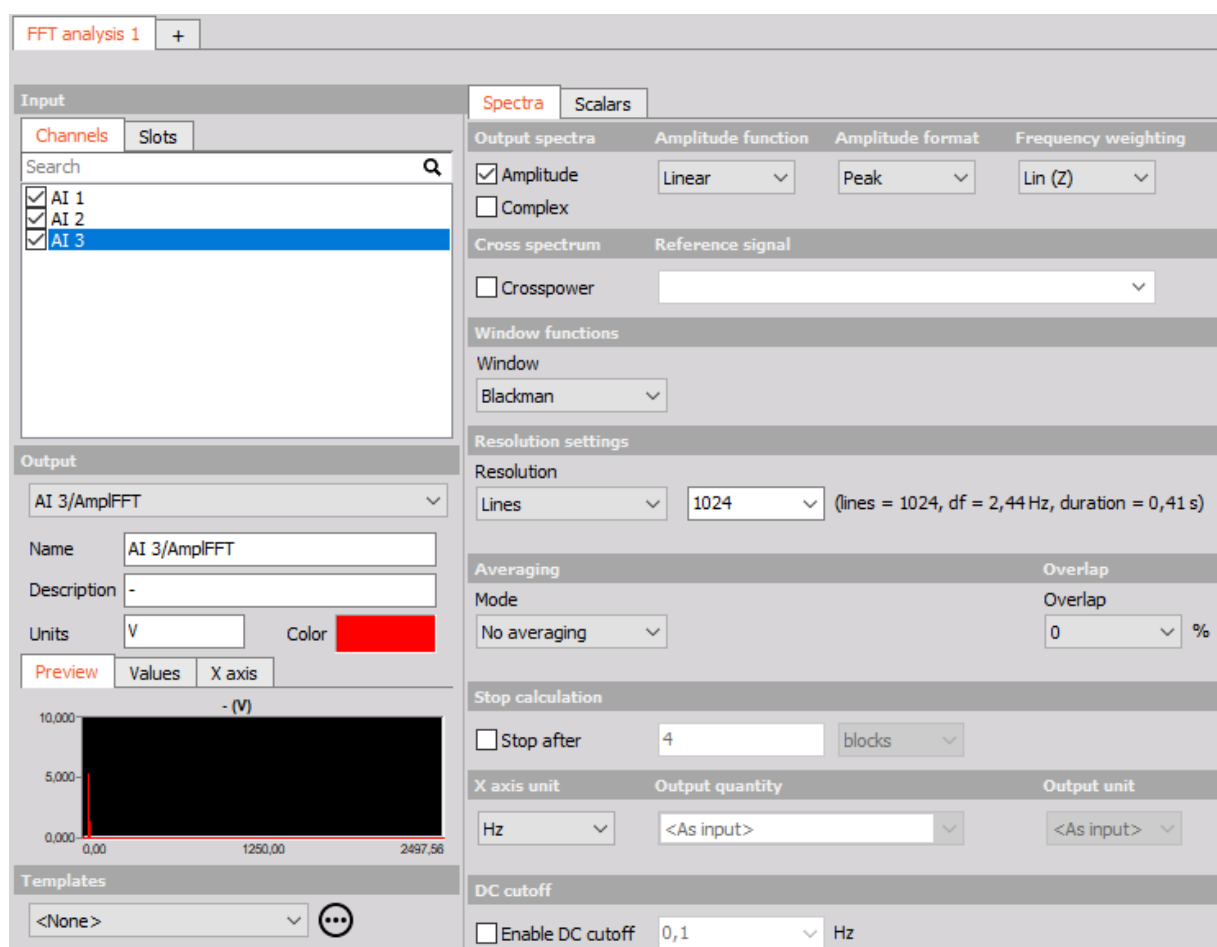 FFT analysis 1 +
Input
Channels Slots
Search
AI 1
AI 2
AI 3
Output
AI 3/AmplFFT
Name AI 3/AmplFFT
Description -
Units V Color
Preview Values X axis
- (V)
10,000
5,000
0,000
0,00 1250,00 2497,56
Templates
<None>
Spectra Scalars
Output spectra Amplitude function Amplitude format Frequency weighting
Amplitude Linear Peak Lin (Z)
Complex
Cross spectrum Reference signal
Crosspower
Window functions
Window
Blackman
Resolution settings
Resolution
Lines 1024 (lines = 1024, df = 2,44 Hz, duration = 0,41 s)
Averaging Overlap
Mode Overlap
No averaging 0 %
Stop calculation
Stop after 4 blocks
X axis unit Output quantity Output unit
Hz <As input> <As input>
DC cutoff
Enable DC cutoff 0,1 Hz